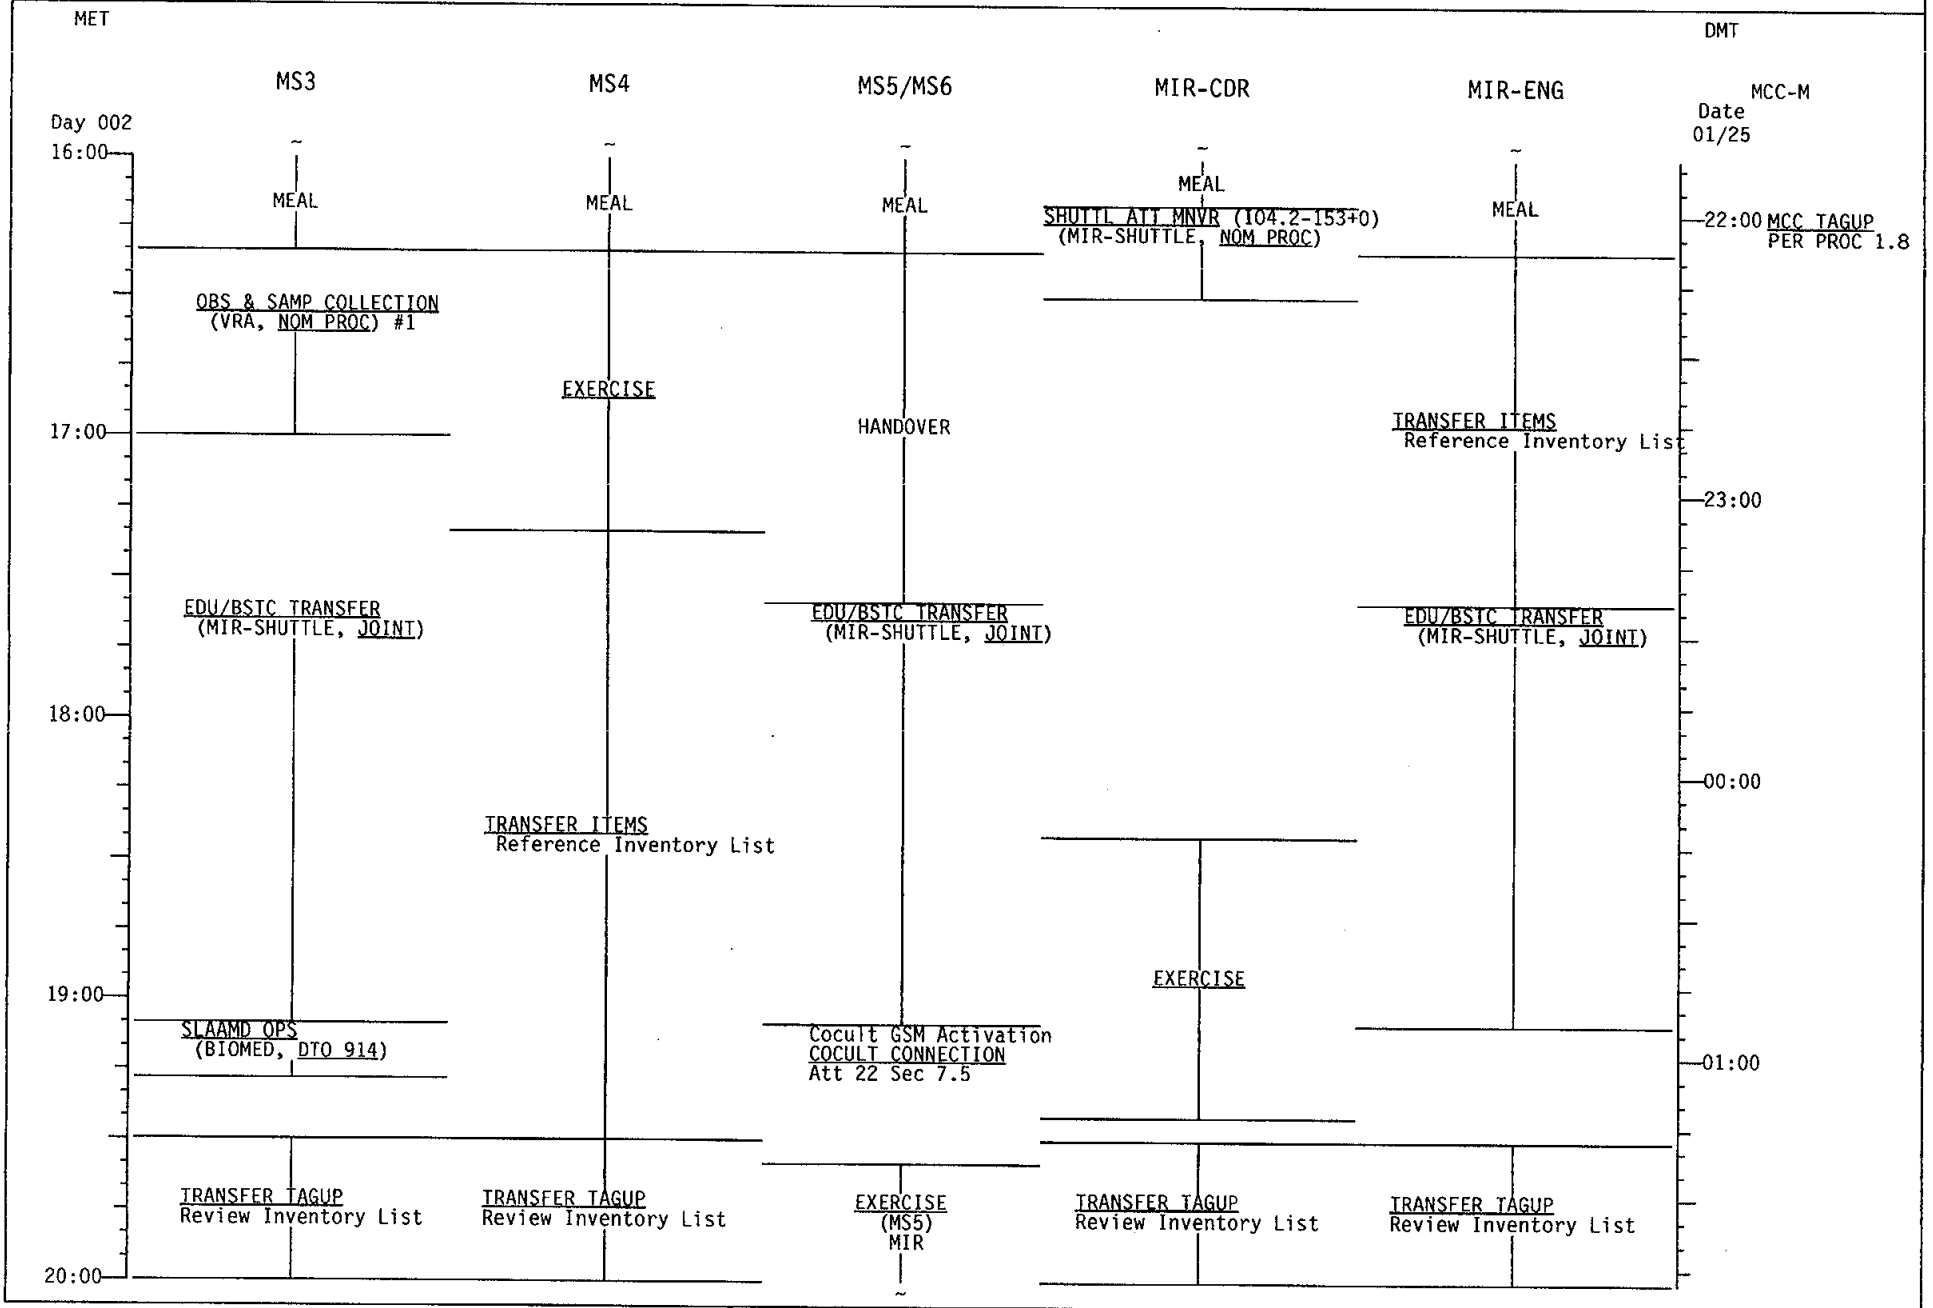 MET
DMT
MS3
MS4
MS5/MS6
MIR-CDR
MIR-ENG
MCC-M
Day 002
Date
01/25
~
~
~
~
~
16:00
MEAL
MEAL
MEAL
MEAL
MEAL
SHUTTL ATT MNVR (104.2-153+0)
(MIR-SHUTTLE, NOM PROC)
22:00
MCC TAGUP
PER PROC 1.8
OBS & SAMP COLLECTION
(VRA, NOM PROC) #1
EXERCISE
17:00
HANDOVER
TRANSFER ITEMS
Reference Inventory List
23:00
EDU/BSTC TRANSFER
(MIR-SHUTTLE, JOINT)
EDU/BSTC TRANSFER
(MIR-SHUTTLE, JOINT)
EDU/BSTC TRANSFER
(MIR-SHUTTLE, JOINT)
18:00
00:00
TRANSFER ITEMS
Reference Inventory List
EXERCISE
19:00
SLAAMD OPS
(BIOMED, DTO 914)
Cocult GSM Activation
COCULT CONNECTION
Att 22 Sec 7.5
01:00
TRANSFER TAGUP
Review Inventory List
TRANSFER TAGUP
Review Inventory List
EXERCISE
(MS5)
MIR
TRANSFER TAGUP
Review Inventory List
TRANSFER TAGUP
Review Inventory List
20:00
~